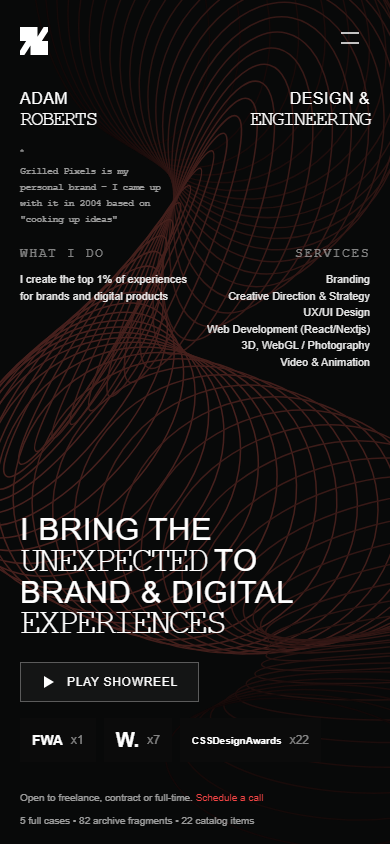 ADAM
ROBERTS
DESIGN &
ENGINEERING
Grilled Pixels is my
personal brand – I came up
with it in 2004 based on
"cooking up ideas"
WHAT I DO
I create the top 1% of experiences
for brands and digital products
SERVICES
Branding
Creative Direction & Strategy
UX/UI Design
Web Development (React/Nextjs)
3D, WebGL / Photography
Video & Animation
I BRING THE
UNEXPECTED TO
BRAND & DIGITAL
EXPERIENCES
PLAY SHOWREEL
FWA x1
W. x7
CSSDesignAwards x22
Open to freelance, contract or full-time. Schedule a call
5 full cases • 82 archive fragments • 22 catalog items